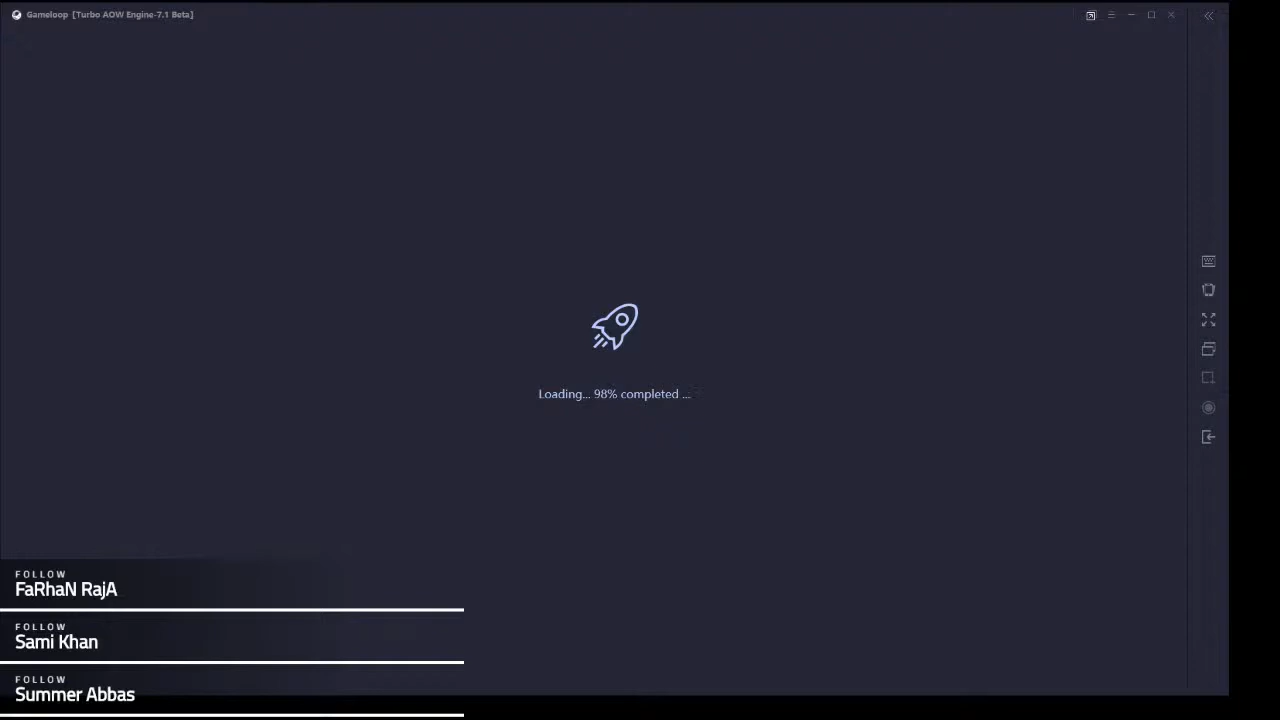 Gameloop [Turbo AOW Engine-7.1 Beta]
Loading... 98% completed ...
FOLLOW
FaRhaN RajA
FOLLOW
Sami Khan
FOLLOW
Summer Abbas